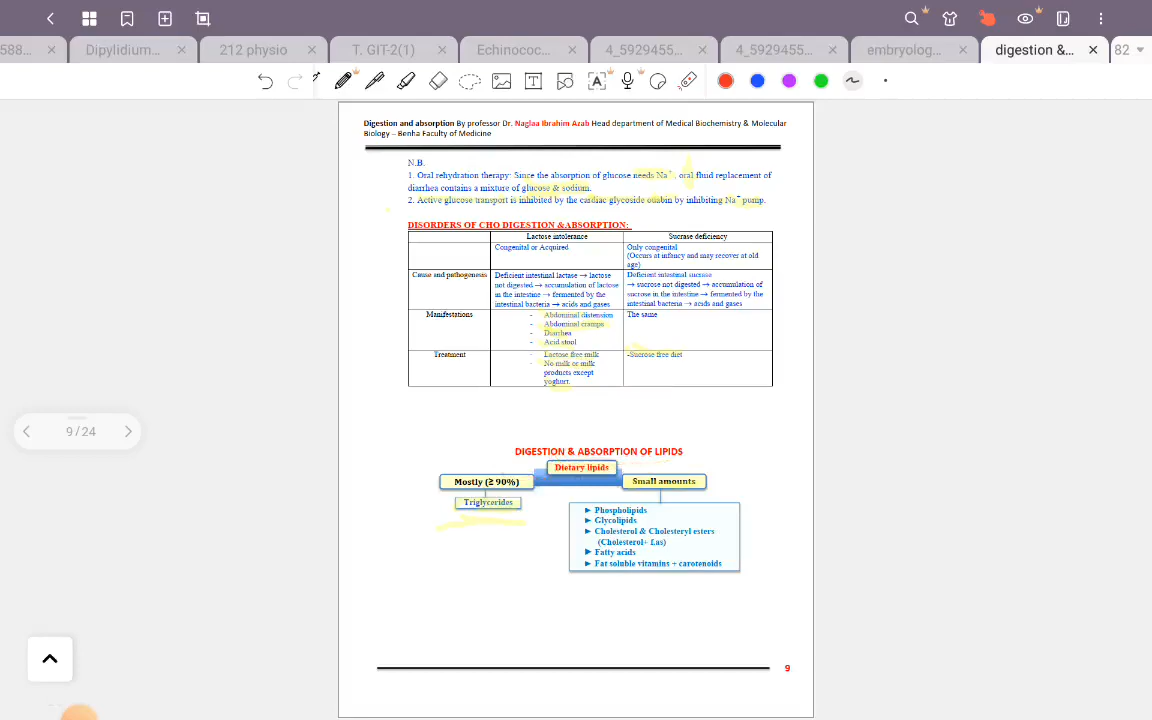 588...
Dipylidium...
212 physio
T. GIT-2(1)
Echinococ...
4_5929455...
4_5929455...
embryolog...
digestion &...
82
Digestion and absorption By professor Dr. Naglaa Ibrahim Azab Head department of Medical Biochemistry & Molecular
Biology – Benha Faculty of Medicine
N.B.
1. Oral rehydration therapy: Since the absorption of glucose needs Na+, oral fluid replacement of
diarrhea contains a mixture of glucose & sodium.
2. Active glucose transport is inhibited by the cardiac glycoside ouabin by inhibiting Na+ pump.
DISORDERS OF CHO DIGESTION &ABSORPTION:
Lactose intolerance
Sucrase deficiency
Congenital or Acquired
Only congenital
(Occurs at infancy and may recover at old
age)
Cause and pathogenesis
Deficient intestinal lactase → lactose
not digested → accumulation of lactose
in the intestine → fermented by the
intestinal bacteria → acids and gases.
Deficient intestinal sucrase
→ sucrose not digested → accumulation of
sucrose in the intestine → fermented by the
intestinal bacteria → acids and gases
Manifestations
- Abdominal distension
- Abdominal cramps
- Diarrhea
- Acid stool
The same
Treatment
- Lactose free milk
- No milk or milk
products except
yoghurt.
-Sucrose free diet
9 / 24
DIGESTION & ABSORPTION OF LIPIDS
Dietary lipids
Mostly (≥ 90%)
Small amounts
Triglycerides
► Phospholipids
► Glycolipids
► Cholesterol & Cholesteryl esters
(Cholesterol+ f.as)
► Fatty acids
► Fat soluble vitamins + carotenoids
9